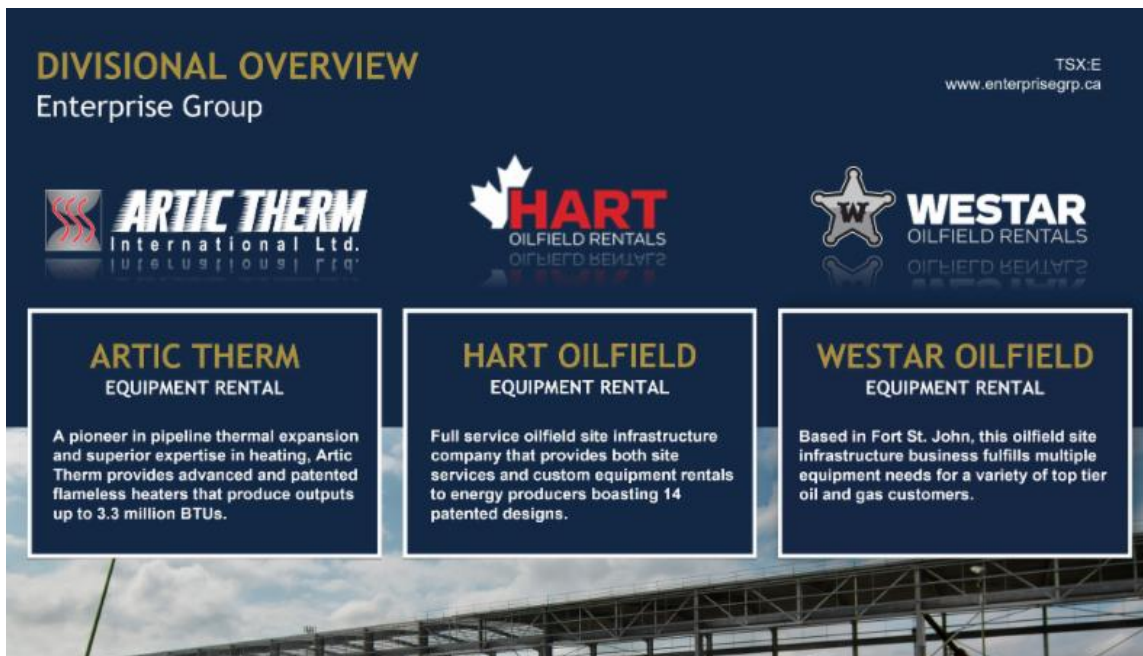 DIVISIONAL OVERVIEW
Enterprise Group
TSX:E
www.enterprisegrp.ca
ARTIC THERM
International Ltd.
HART
OILFIELD RENTALS
W
WESTAR
OILFIELD RENTALS
ARTIC THERM
EQUIPMENT RENTAL
A pioneer in pipeline thermal expansion
and superior expertise in heating, Artic
Therm provides advanced and patented
flameless heaters that produce outputs
up to 3.3 million BTUs.
HART OILFIELD
EQUIPMENT RENTAL
Full service oilfield site infrastructure
company that provides both site
services and custom equipment rentals
to energy producers boasting 14
patented designs.
WESTAR OILFIELD
EQUIPMENT RENTAL
Based in Fort St. John, this oilfield site
infrastructure business fulfills multiple
equipment needs for a variety of top tier
oil and gas customers.